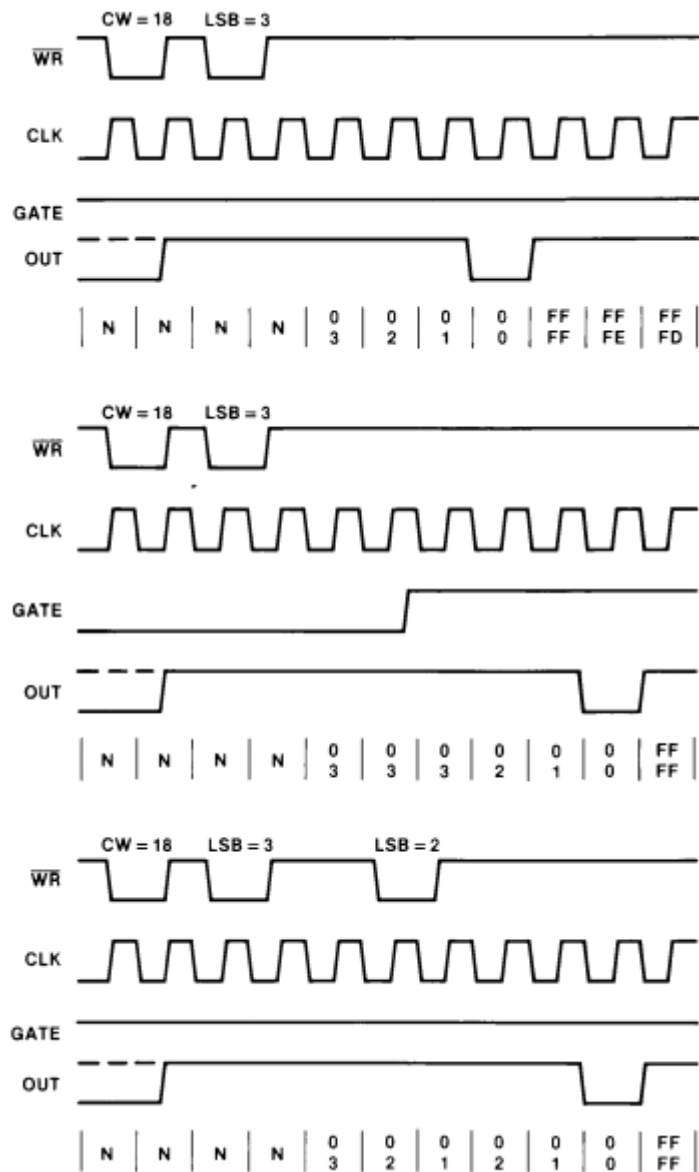 CW = 18 LSB = 3
WR
CLK
GATE
OUT
N N N N 0 0 0 0 FF FF FF
3 2 1 0 FF FE FD
CW = 18 LSB = 3
WR
CLK
GATE
OUT
N N N N 0 0 0 0 0 0 FF
3 3 3 2 1 0 FF
CW = 18 LSB = 3 LSB = 2
WR
CLK
GATE
OUT
N N N N 0 0 0 0 0 0 FF
3 2 1 2 1 0 FF